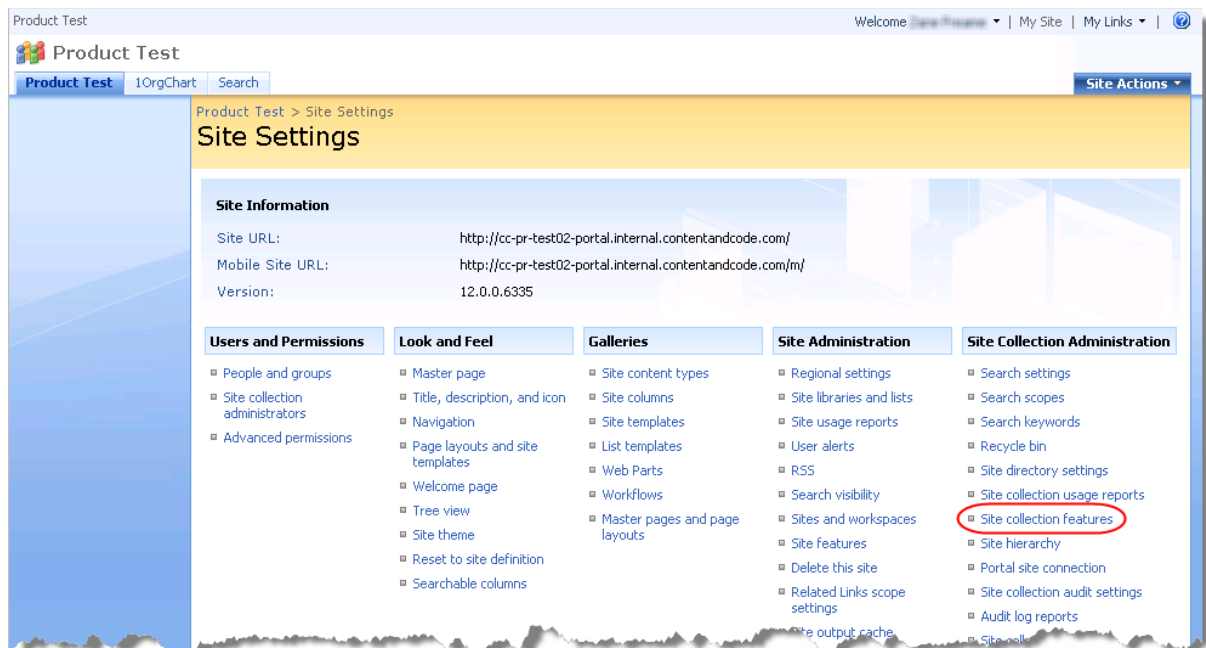 Product Test
Welcome
My Site
My Links
Product Test
Product Test
1OrgChart
Search
Site Actions
Product Test > Site Settings
Site Settings
Site Information
Site URL: http://cc-pr-test02-portal.internal.contentandcode.com/
Mobile Site URL: http://cc-pr-test02-portal.internal.contentandcode.com/m/
Version: 12.0.0.6335
Users and Permissions
People and groups
Site collection
administrators
Advanced permissions
Look and Feel
Master page
Title, description, and icon
Navigation
Page layouts and site
templates
Welcome page
Tree view
Site theme
Reset to site definition
Searchable columns
Galleries
Site content types
Site columns
Site templates
List templates
Web Parts
Workflows
Master pages and page
layouts
Site Administration
Regional settings
Site libraries and lists
Site usage reports
User alerts
RSS
Search visibility
Sites and workspaces
Site features
Delete this site
Related Links scope
settings
output cache
Site Collection Administration
Search settings
Search scopes
Search keywords
Recycle bin
Site directory settings
Site collection usage reports
Site collection features
Site hierarchy
Portal site connection
Site collection audit settings
Audit log reports
Site